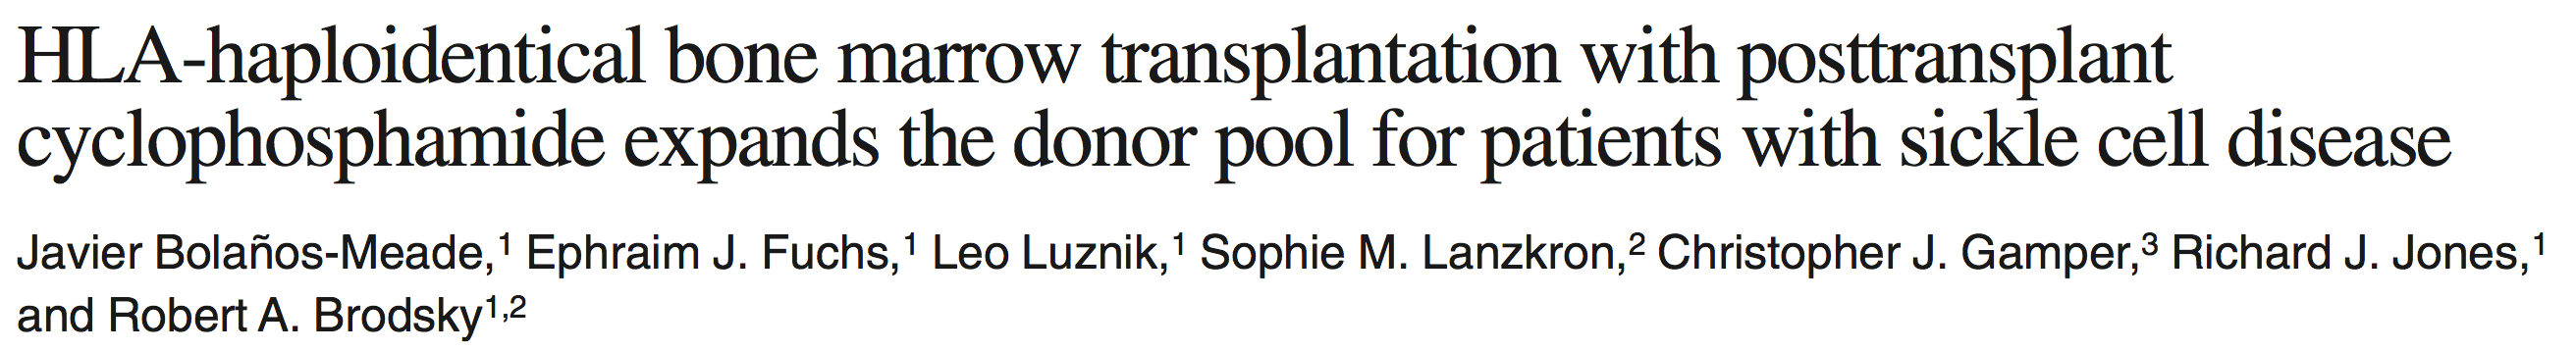 HLA-haploidentical bone marrow transplantation with posttransplant
cyclophosphamide expands the donor pool for patients with sickle cell disease
Javier Bolaños-Meade,1 Ephraim J. Fuchs,1 Leo Luznik,1 Sophie M. Lanzkron,2 Christopher J. Gamper,3 Richard J. Jones,1
and Robert A. Brodsky1,2